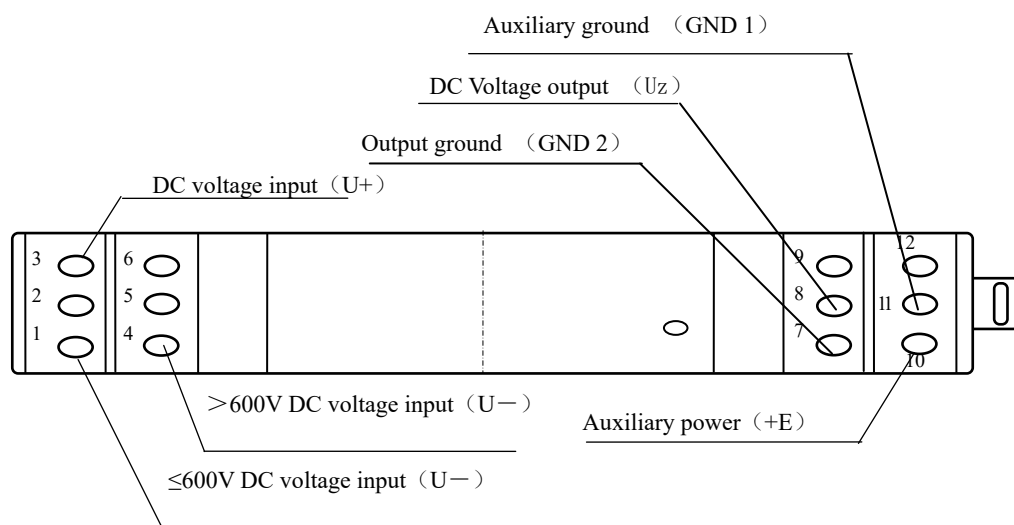 Auxiliary ground （GND 1）
DC Voltage output （Uz）
Output ground （GND 2）
DC voltage input（U+）
3
6
9
12
2
5
8
11
1
4
7
10
＞600V DC voltage input（U－）
Auxiliary power（+E）
≤600V DC voltage input（U－）